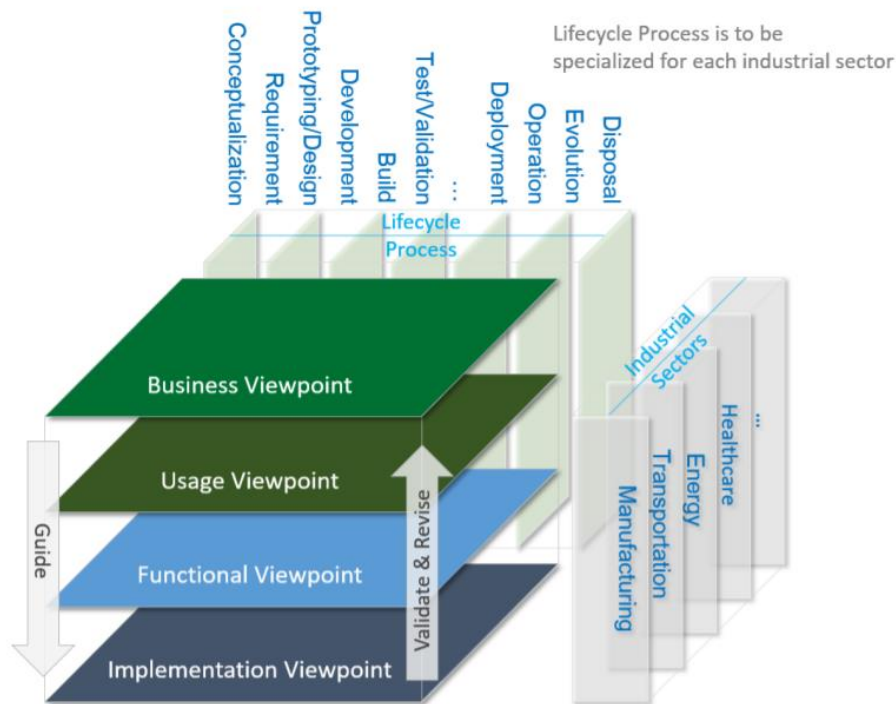 Lifecycle Process is to be
specialized for each industrial sector
Conceptualization
Requirement
Prototyping/Design
Development
Build
Test/Validation
...
Deployment
Operation
Evolution
Disposal
Lifecycle
Process
Business Viewpoint
Usage Viewpoint
Functional Viewpoint
Implementation Viewpoint
Guide
Validate & Revise
Industrial
Sectors
Manufacturing
Transportation
Energy
Healthcare
...